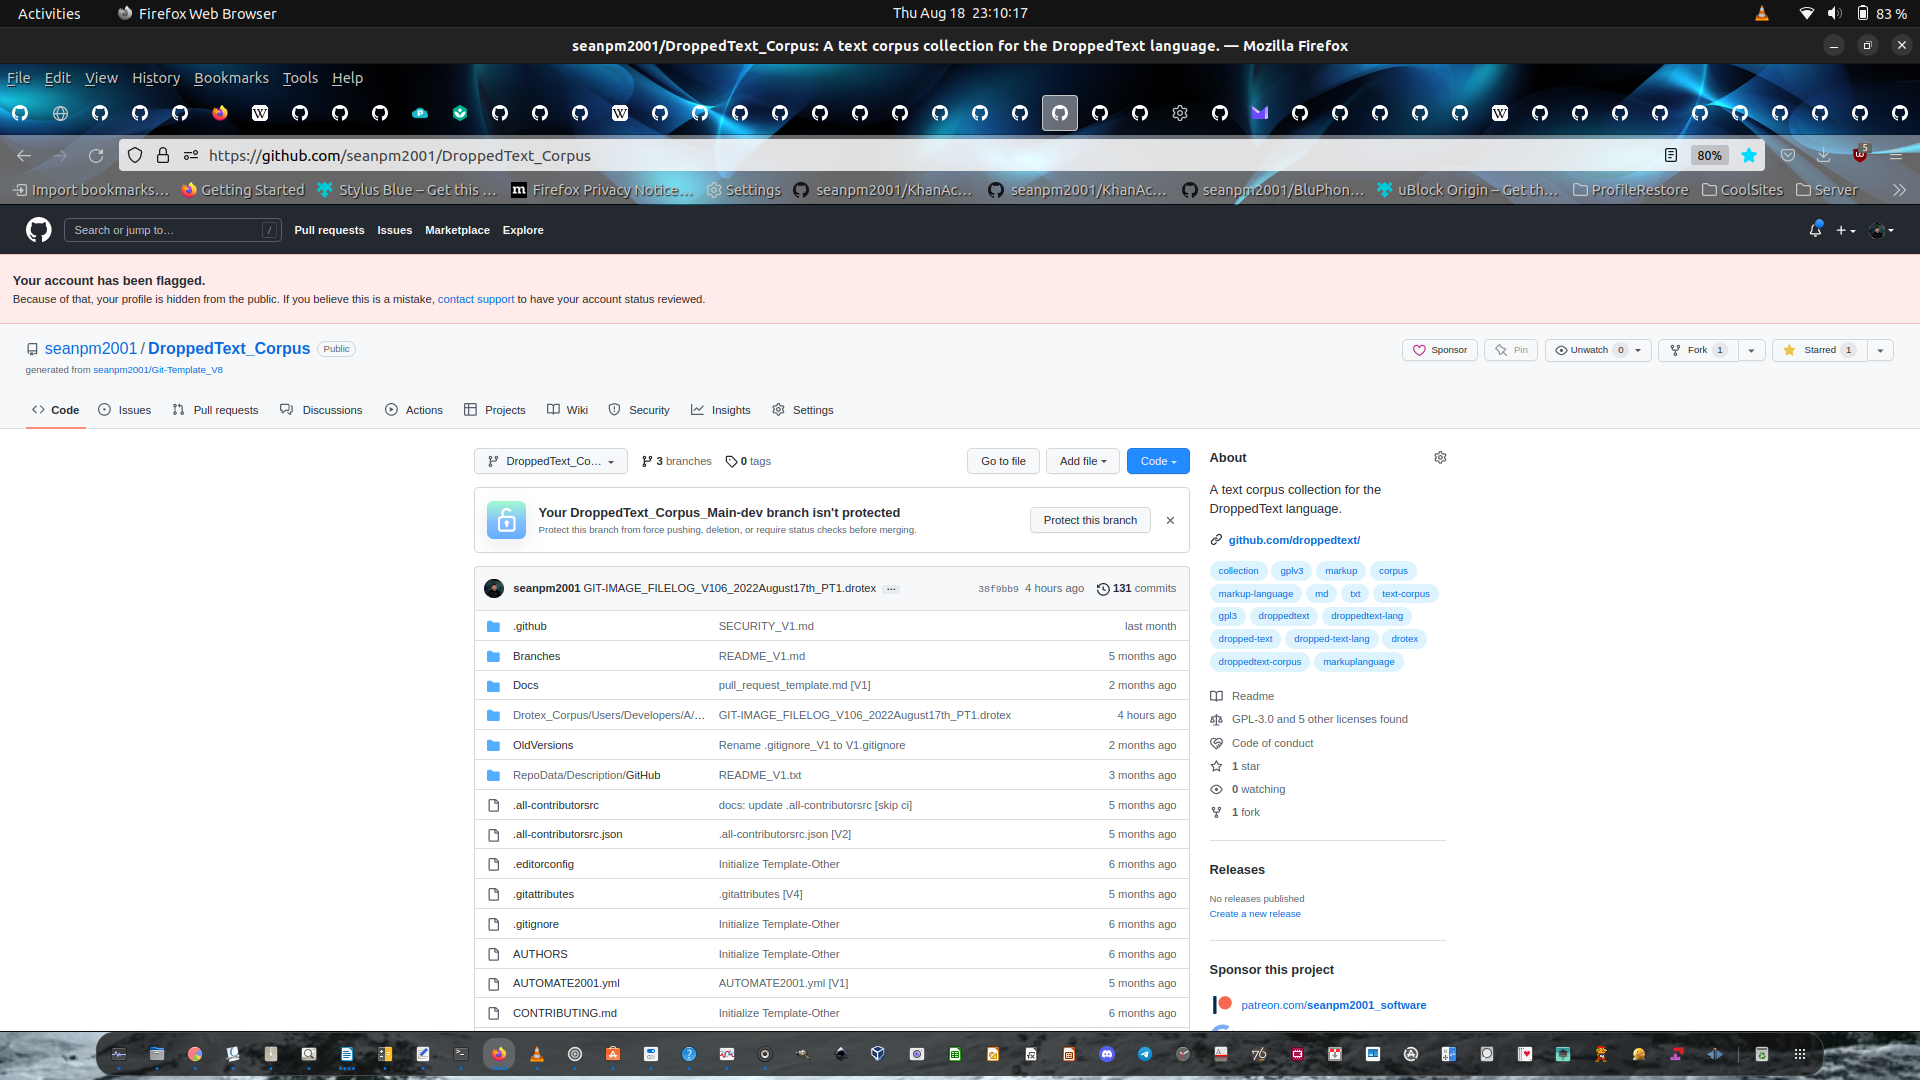 Activities
Firefox Web Browser
Thu Aug 18 23:10:17
83 %
seanpm2001/DroppedText_Corpus: A text corpus collection for the DroppedText language. — Mozilla Firefox
File Edit View History Bookmarks Tools Help
https://github.com/seanpm2001/DroppedText_Corpus
80%
5
Import bookmarks…
Getting Started
Stylus Blue – Get this …
Firefox Privacy Notice…
Settings
seanpm2001/KhanAc…
seanpm2001/KhanAc…
seanpm2001/BluPhon…
uBlock Origin – Get th…
ProfileRestore
CoolSites
Server
Search or jump to…
/
Pull requests
Issues
Marketplace
Explore
Your account has been flagged.
Because of that, your profile is hidden from the public. If you believe this is a mistake, contact support to have your account status reviewed.
seanpm2001 / DroppedText_Corpus
Public
Sponsor
Pin
Unwatch 0
Fork 1
Starred 1
generated from seanpm2001/Git-Template_V8
Code
Issues
Pull requests
Discussions
Actions
Projects
Wiki
Security
Insights
Settings
DroppedText_Co…
3 branches
0 tags
Go to file
Add file
Code
Your DroppedText_Corpus_Main-dev branch isn't protected
Protect this branch from force pushing, deletion, or require status checks before merging.
Protect this branch
seanpm2001 GIT-IMAGE_FILELOG_V106_2022August17th_PT1.drotex …
38f9bb9 4 hours ago
131 commits
.github SECURITY_V1.md last month
Branches README_V1.md 5 months ago
Docs pull_request_template.md [V1] 2 months ago
Drotex_Corpus/Users/Developers/A/… GIT-IMAGE_FILELOG_V106_2022August17th_PT1.drotex 4 hours ago
OldVersions Rename .gitignore_V1 to V1.gitignore 2 months ago
RepoData/Description/GitHub README_V1.txt 3 months ago
.all-contributorsrc docs: update .all-contributorsrc [skip ci] 5 months ago
.all-contributorsrc.json .all-contributorsrc.json [V2] 5 months ago
.editorconfig Initialize Template-Other 6 months ago
.gitattributes .gitattributes [V4] 5 months ago
.gitignore Initialize Template-Other 6 months ago
AUTHORS Initialize Template-Other 6 months ago
AUTOMATE2001.yml AUTOMATE2001.yml [V1] 5 months ago
CONTRIBUTING.md Initialize Template-Other 6 months ago
About
A text corpus collection for the
DroppedText language.
github.com/droppedtext/
collection gplv3 markup corpus
markup-language md txt text-corpus
gpl3 droppedtext droppedtext-lang
dropped-text dropped-text-lang drotex
droppedtext-corpus markuplanguage
Readme
GPL-3.0 and 5 other licenses found
Code of conduct
1 star
0 watching
1 fork
Releases
No releases published
Create a new release
Sponsor this project
patreon.com/seanpm2001_software